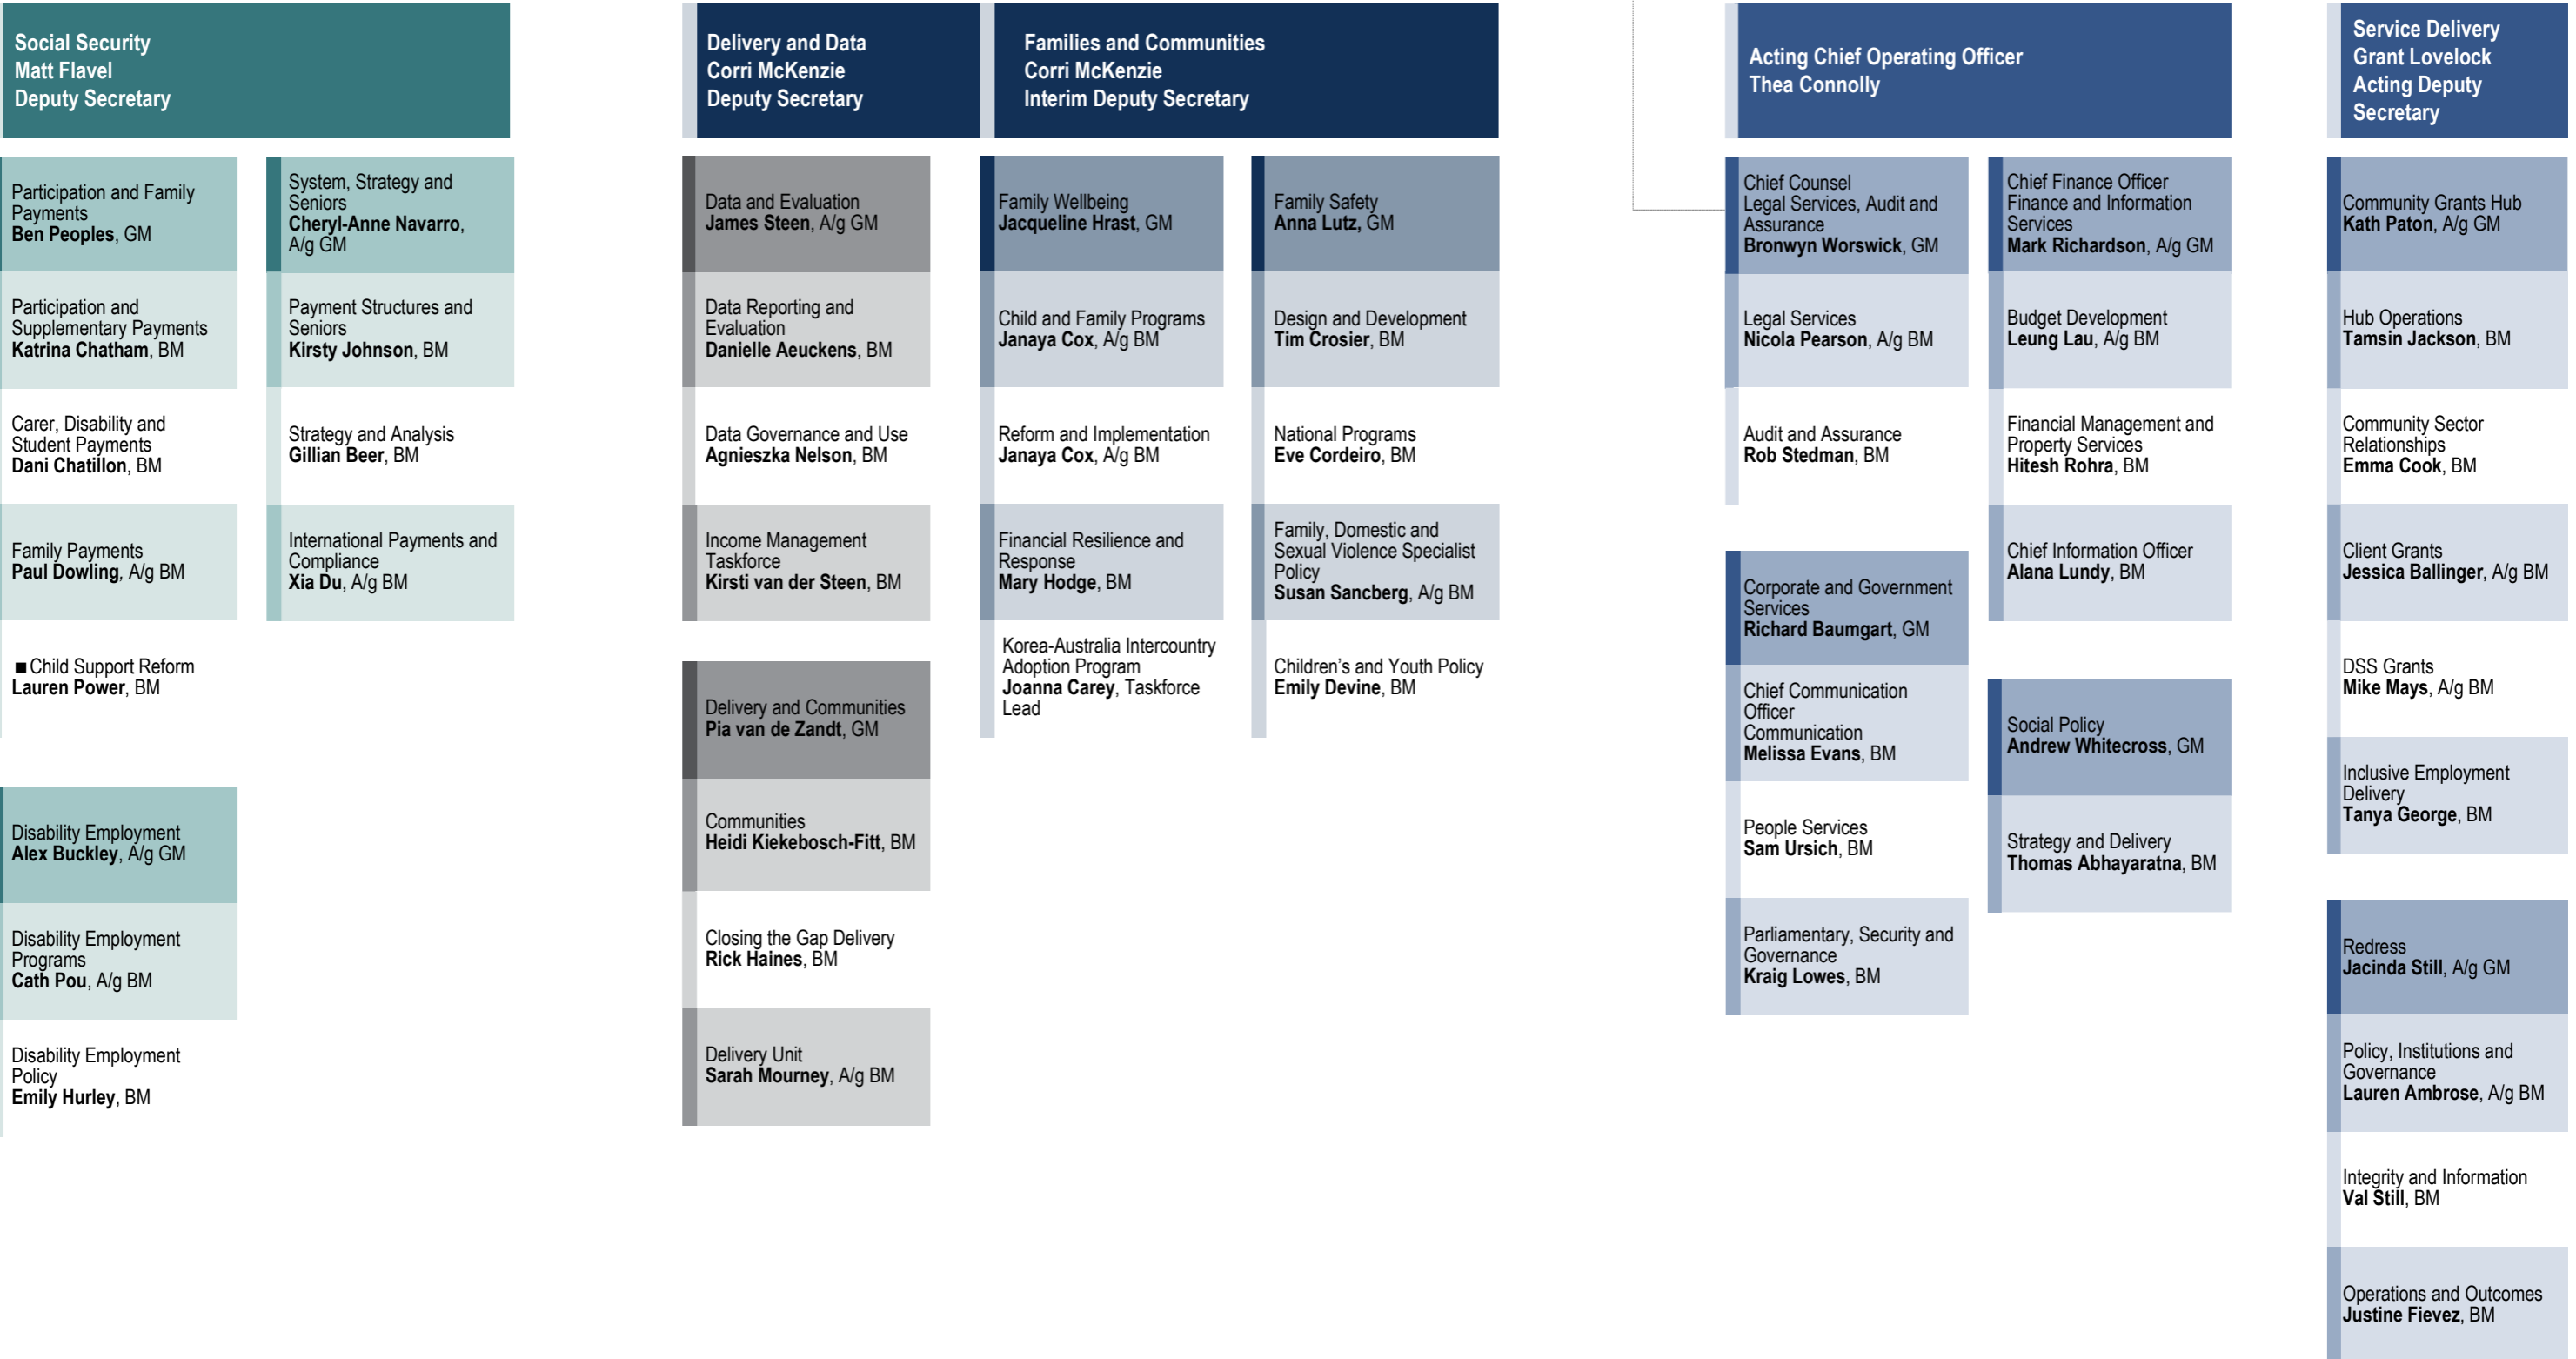 Social Security
Matt Flavel
Deputy Secretary
Participation and Family
Payments
Ben Peoples, GM
Participation and
Supplementary Payments
Katrina Chatham, BM
Carer, Disability and
Student Payments
Dani Chatillon, BM
Family Payments
Paul Dowling, A/g BM
■ Child Support Reform
Lauren Power, BM
Disability Employment
Alex Buckley, A/g GM
Disability Employment
Programs
Cath Pou, A/g BM
Disability Employment
Policy
Emily Hurley, BM
System, Strategy and
Seniors
Cheryl-Anne Navarro,
A/g GM
Payment Structures and
Seniors
Kirsty Johnson, BM
Strategy and Analysis
Gillian Beer, BM
International Payments and
Compliance
Xia Du, A/g BM
Delivery and Data
Corri McKenzie
Deputy Secretary
Data and Evaluation
James Steen, A/g GM
Data Reporting and
Evaluation
Danielle Aeuckens, BM
Data Governance and Use
Agnieszka Nelson, BM
Income Management
Taskforce
Kirsti van der Steen, BM
Delivery and Communities
Pia van de Zandt, GM
Communities
Heidi Kiekebosch-Fitt, BM
Closing the Gap Delivery
Rick Haines, BM
Delivery Unit
Sarah Mourney, A/g BM
Families and Communities
Corri McKenzie
Interim Deputy Secretary
Family Wellbeing
Jacqueline Hrast, GM
Child and Family Programs
Janaya Cox, A/g BM
Reform and Implementation
Janaya Cox, A/g BM
Financial Resilience and
Response
Mary Hodge, BM
Korea-Australia Intercountry
Adoption Program
Joanna Carey, Taskforce
Lead
Family Safety
Anna Lutz, GM
Design and Development
Tim Crosier, BM
National Programs
Eve Cordeiro, BM
Family, Domestic and
Sexual Violence Specialist
Policy
Susan Sancberg, A/g BM
Children’s and Youth Policy
Emily Devine, BM
Acting Chief Operating Officer
Thea Connolly
Chief Counsel
Legal Services, Audit and
Assurance
Bronwyn Worswick, GM
Legal Services
Nicola Pearson, A/g BM
Audit and Assurance
Rob Stedman, BM
Corporate and Government
Services
Richard Baumgart, GM
Chief Communication
Officer
Communication
Melissa Evans, BM
People Services
Sam Ursich, BM
Parliamentary, Security and
Governance
Kraig Lowes, BM
Chief Finance Officer
Finance and Information
Services
Mark Richardson, A/g GM
Budget Development
Leung Lau, A/g BM
Financial Management and
Property Services
Hitesh Rohra, BM
Chief Information Officer
Alana Lundy, BM
Social Policy
Andrew Whitecross, GM
Strategy and Delivery
Thomas Abhayaratna, BM
Service Delivery
Grant Lovelock
Acting Deputy
Secretary
Community Grants Hub
Kath Paton, A/g GM
Hub Operations
Tamsin Jackson, BM
Community Sector
Relationships
Emma Cook, BM
Client Grants
Jessica Ballinger, A/g BM
DSS Grants
Mike Mays, A/g BM
Inclusive Employment
Delivery
Tanya George, BM
Redress
Jacinda Still, A/g GM
Policy, Institutions and
Governance
Lauren Ambrose, A/g BM
Integrity and Information
Val Still, BM
Operations and Outcomes
Justine Fievez, BM